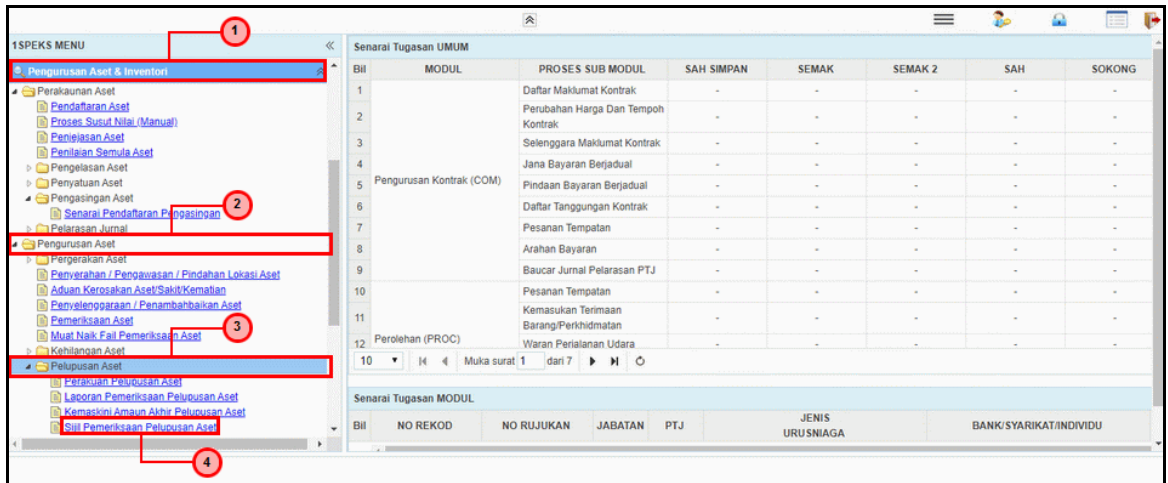 1SPEKS MENU
Pengurusan Aset & Inventori
Perakaunan Aset
Pendaftaran Aset
Proses Susut Nilai (Manual)
Penjejasan Aset
Penilaian Semula Aset
Pengelasan Aset
Penyatuan Aset
Pengasingan Aset
Senarai Pendaftaran Pengasingan
Pelarasan Jurnal
Pengurusan Aset
Pergerakan Aset
Penyerahan / Pengawasan / Pindahan Lokasi Aset
Aduan Kerosakan Aset/Sakit/Kematian
Penyelenggaraan / Penambahbaikan Aset
Pemeriksaan Aset
Muat Naik Fail Pemeriksaan Aset
Kehilangan Aset
Pelupusan Aset
Perakuan Pelupusan Aset
Laporan Pemeriksaan Pelupusan Aset
Kemaskini Amaun Akhir Pelupusan Aset
Sijil Pemeriksaan Pelupusan Aset
1
2
3
4
Senarai Tugasan UMUM
Bil MODUL PROSES SUB MODUL SAH SIMPAN SEMAK SEMAK 2 SAH SOKONG
1 Daftar Maklumat Kontrak - - - - -
2 Perubahan Harga Dan Tempoh Kontrak - - - - -
3 Selenggara Maklumat Kontrak - - - - -
4 Jana Bayaran Berjadual - - - - -
5 Pengurusan Kontrak (COM) Pindaan Bayaran Berjadual - - - - -
6 Daftar Tanggungan Kontrak - - - - -
7 Pesanan Tempatan - - - - -
8 Arahan Bayaran - - - - -
9 Baucar Jurnal Pelarasan PTJ - - - - -
10 Pesanan Tempatan - - - - -
11 Kemasukan Terimaan Barang/Perkhidmatan - - - - -
12 Perolehan (PROC) Waran Perjalanan Udara - - - - -
10 Muka surat 1 dari 7
Senarai Tugasan MODUL
Bil NO REKOD NO RUJUKAN JABATAN PTJ JENIS URUSNIAGA BANK/SYARIKAT/INDIVIDU